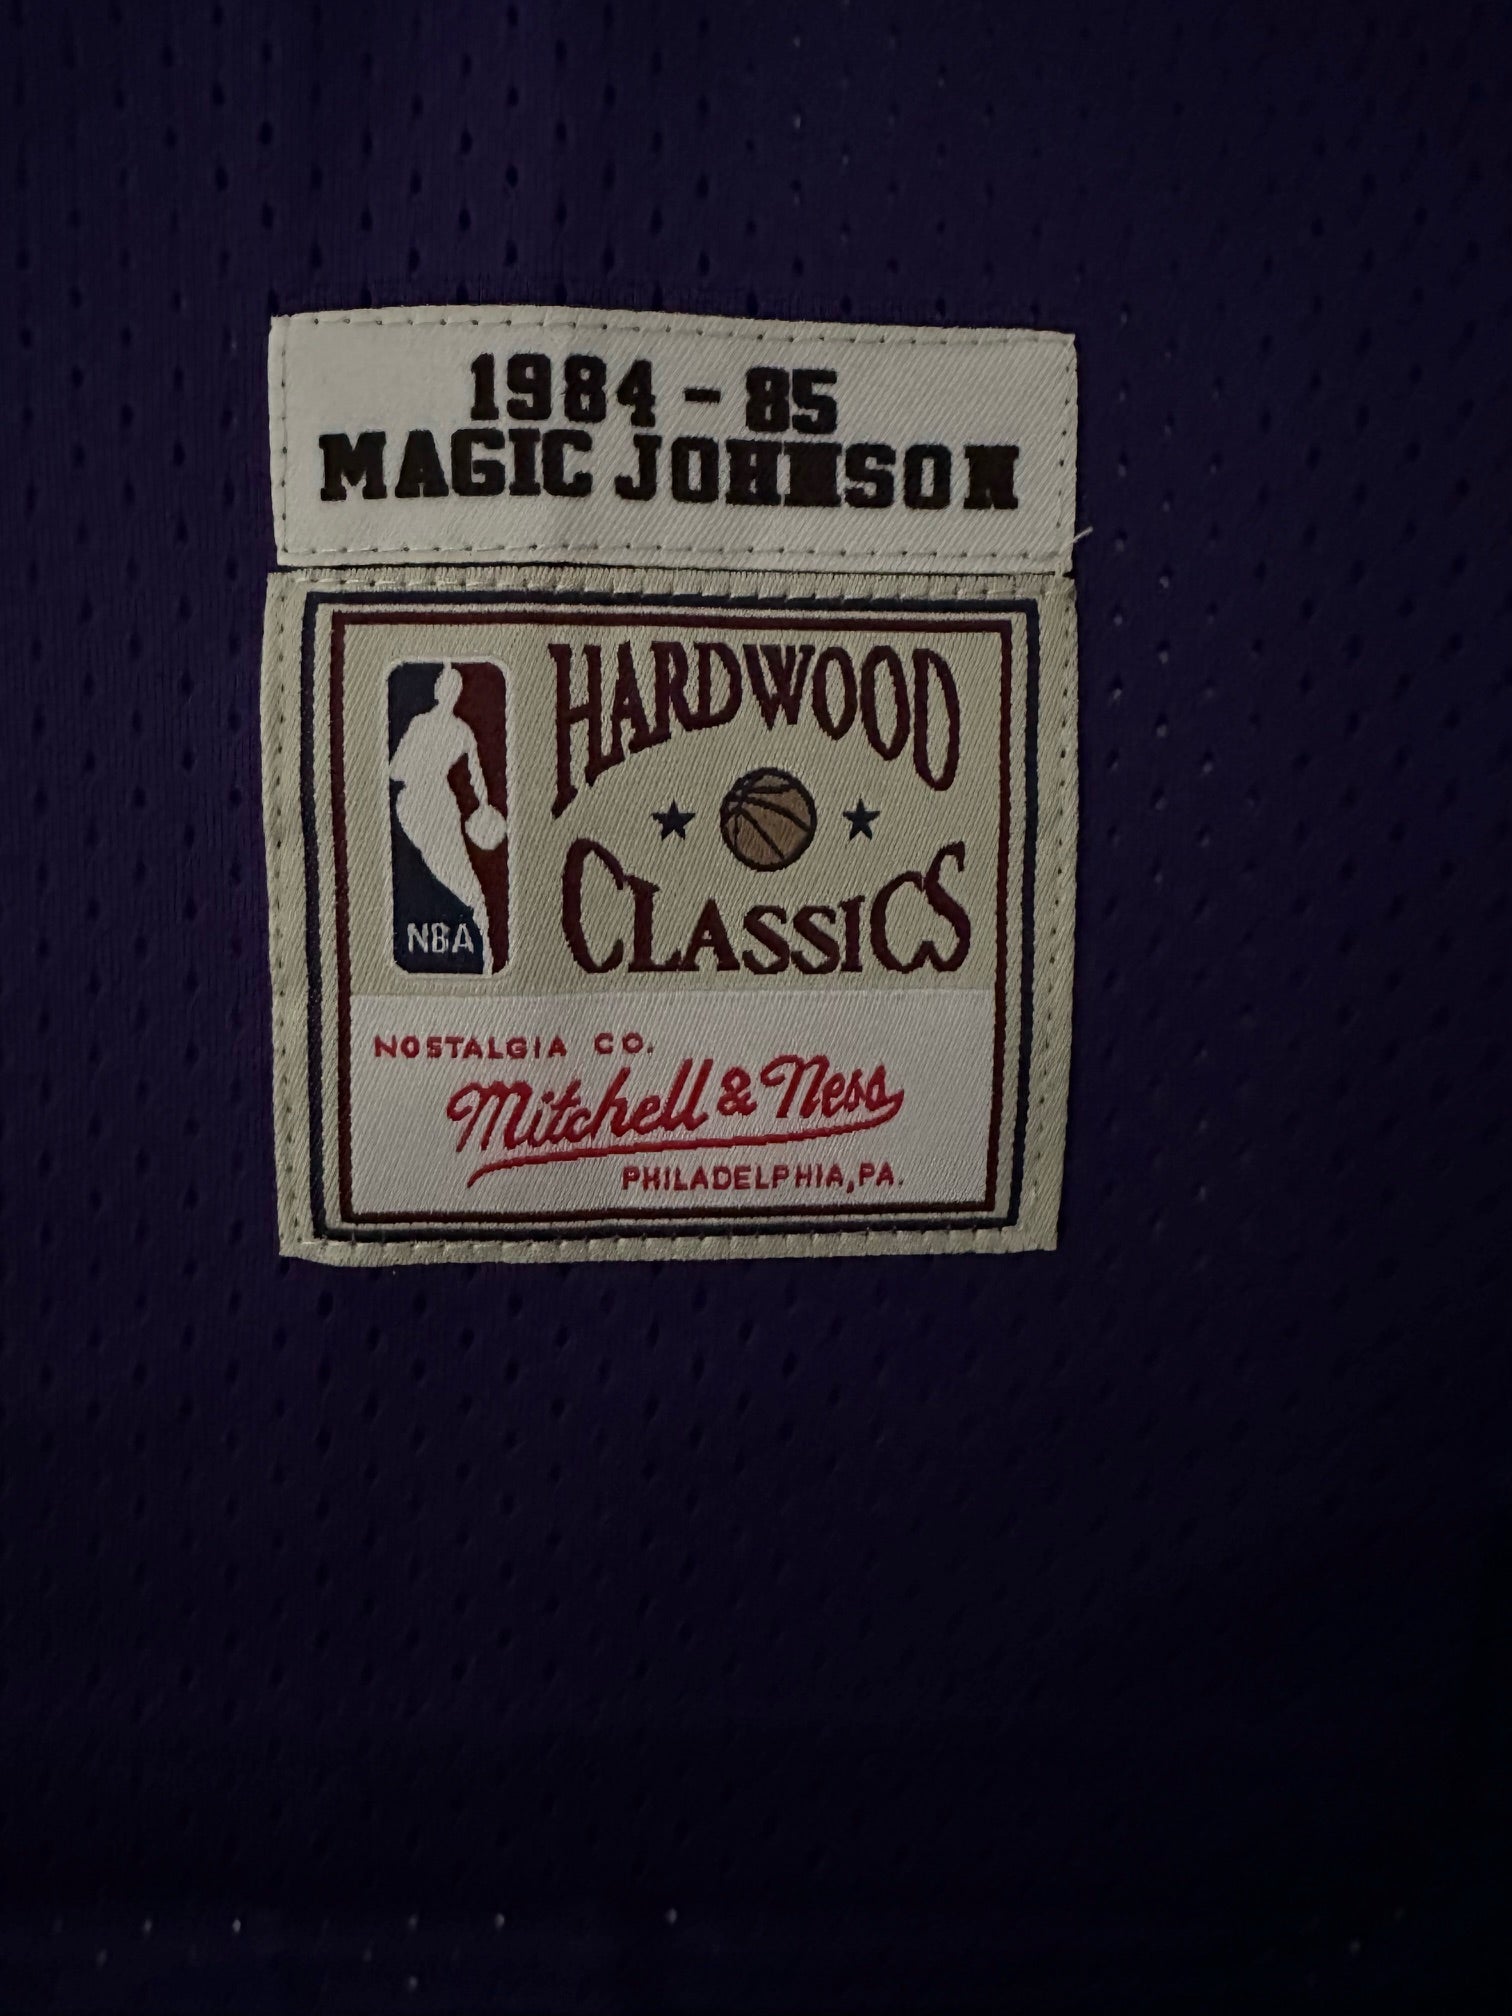 1984 - 85
MAGIC JOHNSON
HARDWOOD
CLASSICS
NBA
NOSTALGIA CO.
Mitchell & Ness
PHILADELPHIA, PA.